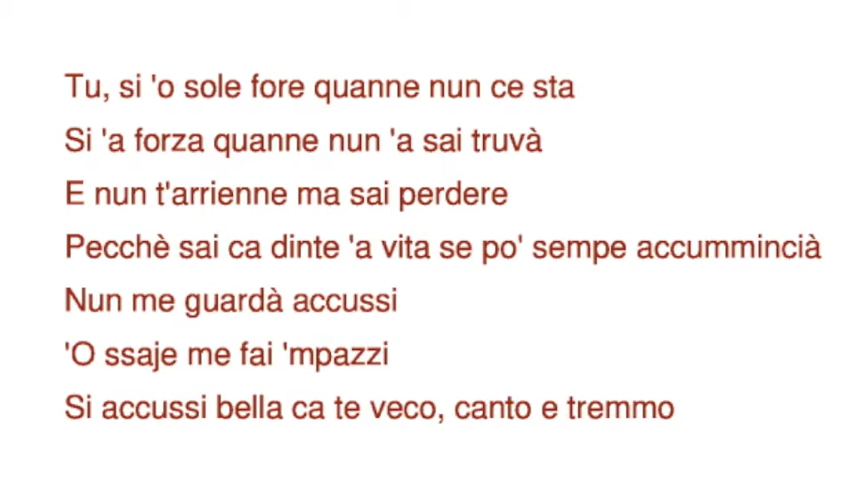 Tu, si 'o sole fore quanne nun ce sta
Si 'a forza quanne nun 'a sai truvà
E nun t'arrienne ma sai perdere
Pecchè sai ca dinte 'a vita se po' sempe accummincià
Nun me guardà accussi
'O ssaje me fai 'mpazzi
Si accussi bella ca te veco, canto e tremmo